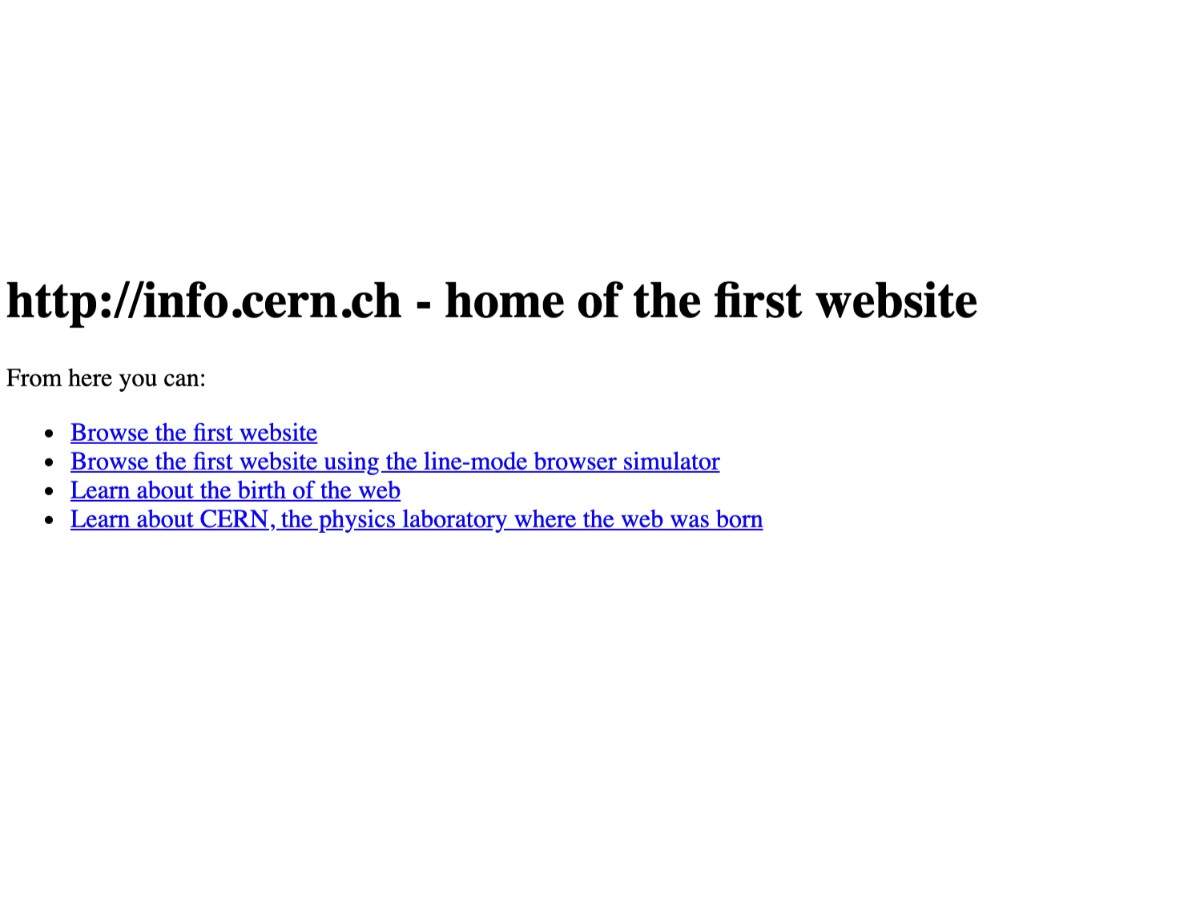 http://info.cern.ch - home of the first website
From here you can:
Browse the first website
Browse the first website using the line-mode browser simulator
Learn about the birth of the web
Learn about CERN, the physics laboratory where the web was born